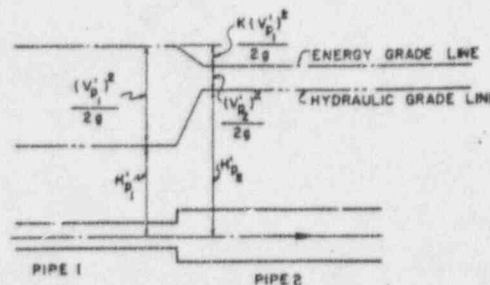 K(V'p1)²
2g
ENERGY GRADE LINE
(V'p1)²
2g
(V'p2)²
2g
HYDRAULIC GRADE LINE
H'p1
H'p2
PIPE 1
PIPE 2